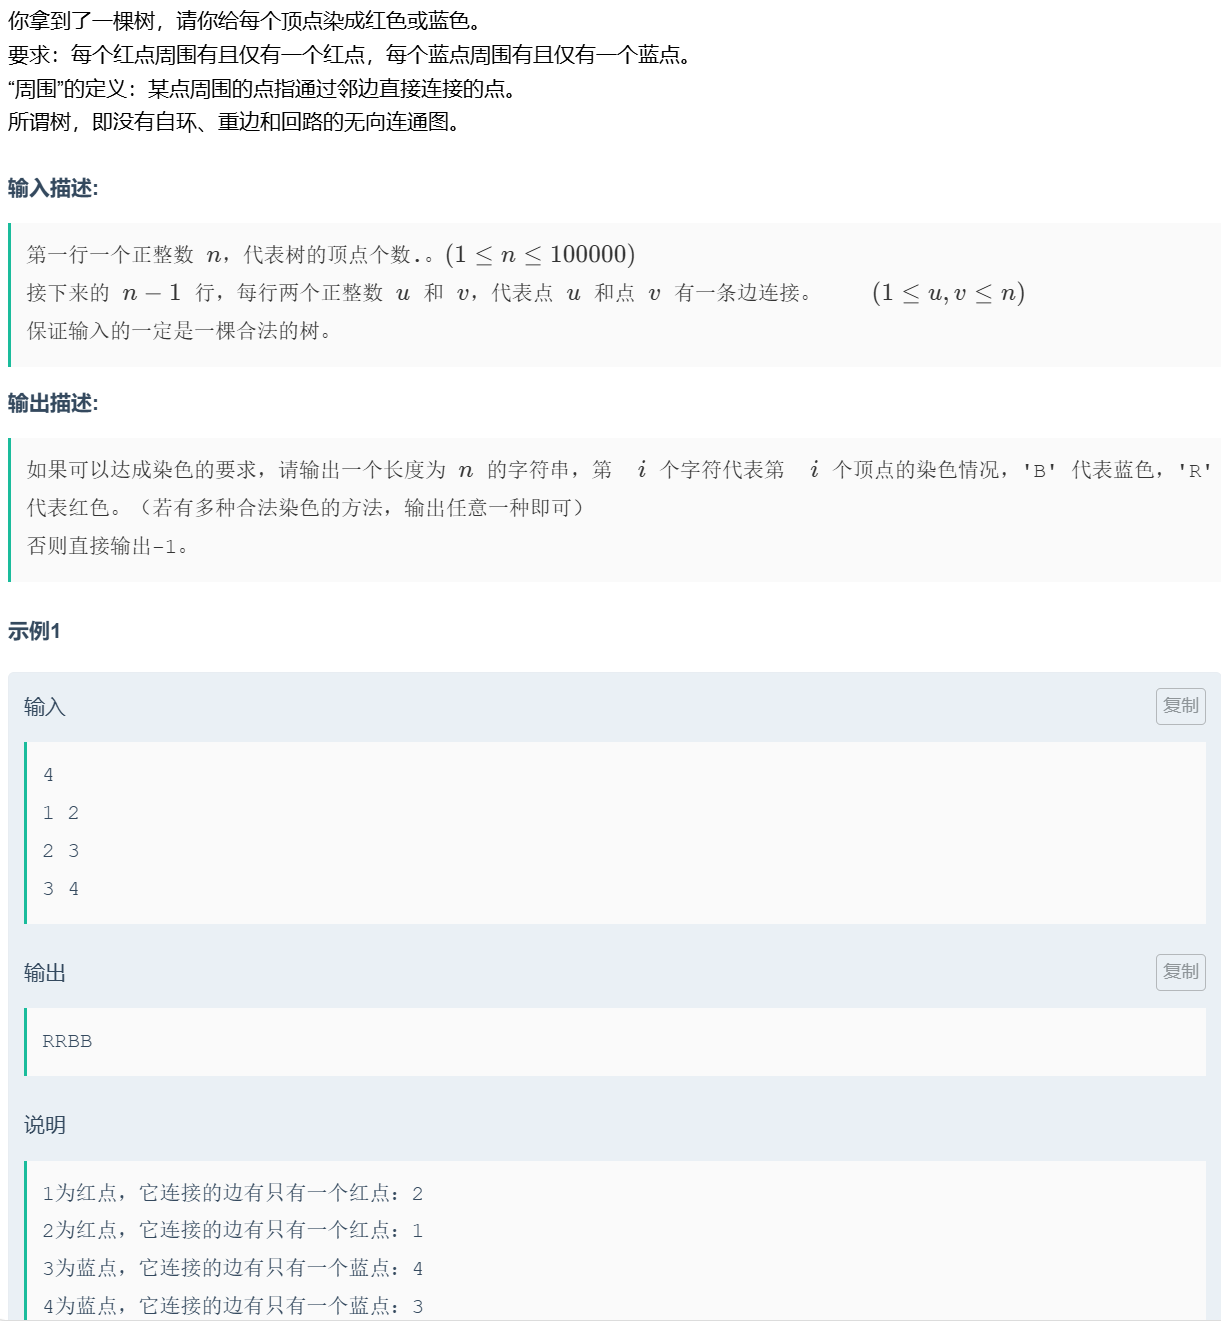 你拿到了一棵树，请你给每个顶点染成红色或蓝色。
要求：每个红点周围有且仅有一个红点，每个蓝点周围有且仅有一个蓝点。
“周围”的定义：某点周围的点指通过邻边直接连接的点。
所谓树，即没有自环、重边和回路的无向连通图。
输入描述:
第一行一个正整数 n，代表树的顶点个数.。(1 ≤ n ≤ 100000)
接下来的 n − 1 行，每行两个正整数 u 和 v，代表点 u 和点 v 有一条边连接。 (1 ≤ u, v ≤ n)
保证输入的一定是一棵合法的树。
输出描述:
如果可以达成染色的要求，请输出一个长度为 n 的字符串，第 i 个字符代表第 i 个顶点的染色情况，'B' 代表蓝色，'R'
代表红色。（若有多种合法染色的方法，输出任意一种即可）
否则直接输出-1。
示例1
输入
复制
4
1 2
2 3
3 4
输出
复制
RRBB
说明
1为红点，它连接的边有只有一个红点：2
2为红点，它连接的边有只有一个红点：1
3为蓝点，它连接的边有只有一个蓝点：4
4为蓝点，它连接的边有只有一个蓝点：3